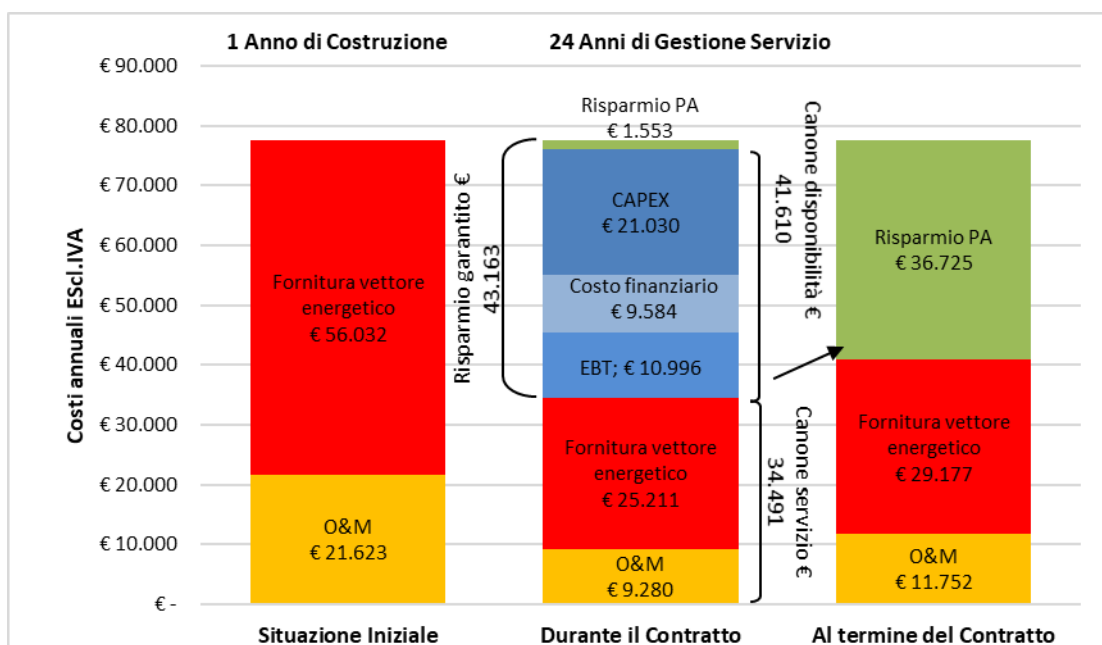 1 Anno di Costruzione
24 Anni di Gestione Servizio
Costi annuali EScl.IVA
€ 90.000
€ 80.000
€ 70.000
€ 60.000
€ 50.000
€ 40.000
€ 30.000
€ 20.000
€ 10.000
€ -
Fornitura vettore
energetico
€ 56.032
O&M
€ 21.623
Risparmio garantito €
43.163
Risparmio PA
€ 1.553
CAPEX
€ 21.030
Costo finanziario
€ 9.584
EBT; € 10.996
Fornitura vettore
energetico
€ 25.211
O&M
€ 9.280
Canone disponibilità €
41.610
Canone servizio €
34.491
Risparmio PA
€ 36.725
Fornitura vettore
energetico
€ 29.177
O&M
€ 11.752
Situazione Iniziale
Durante il Contratto
Al termine del Contratto